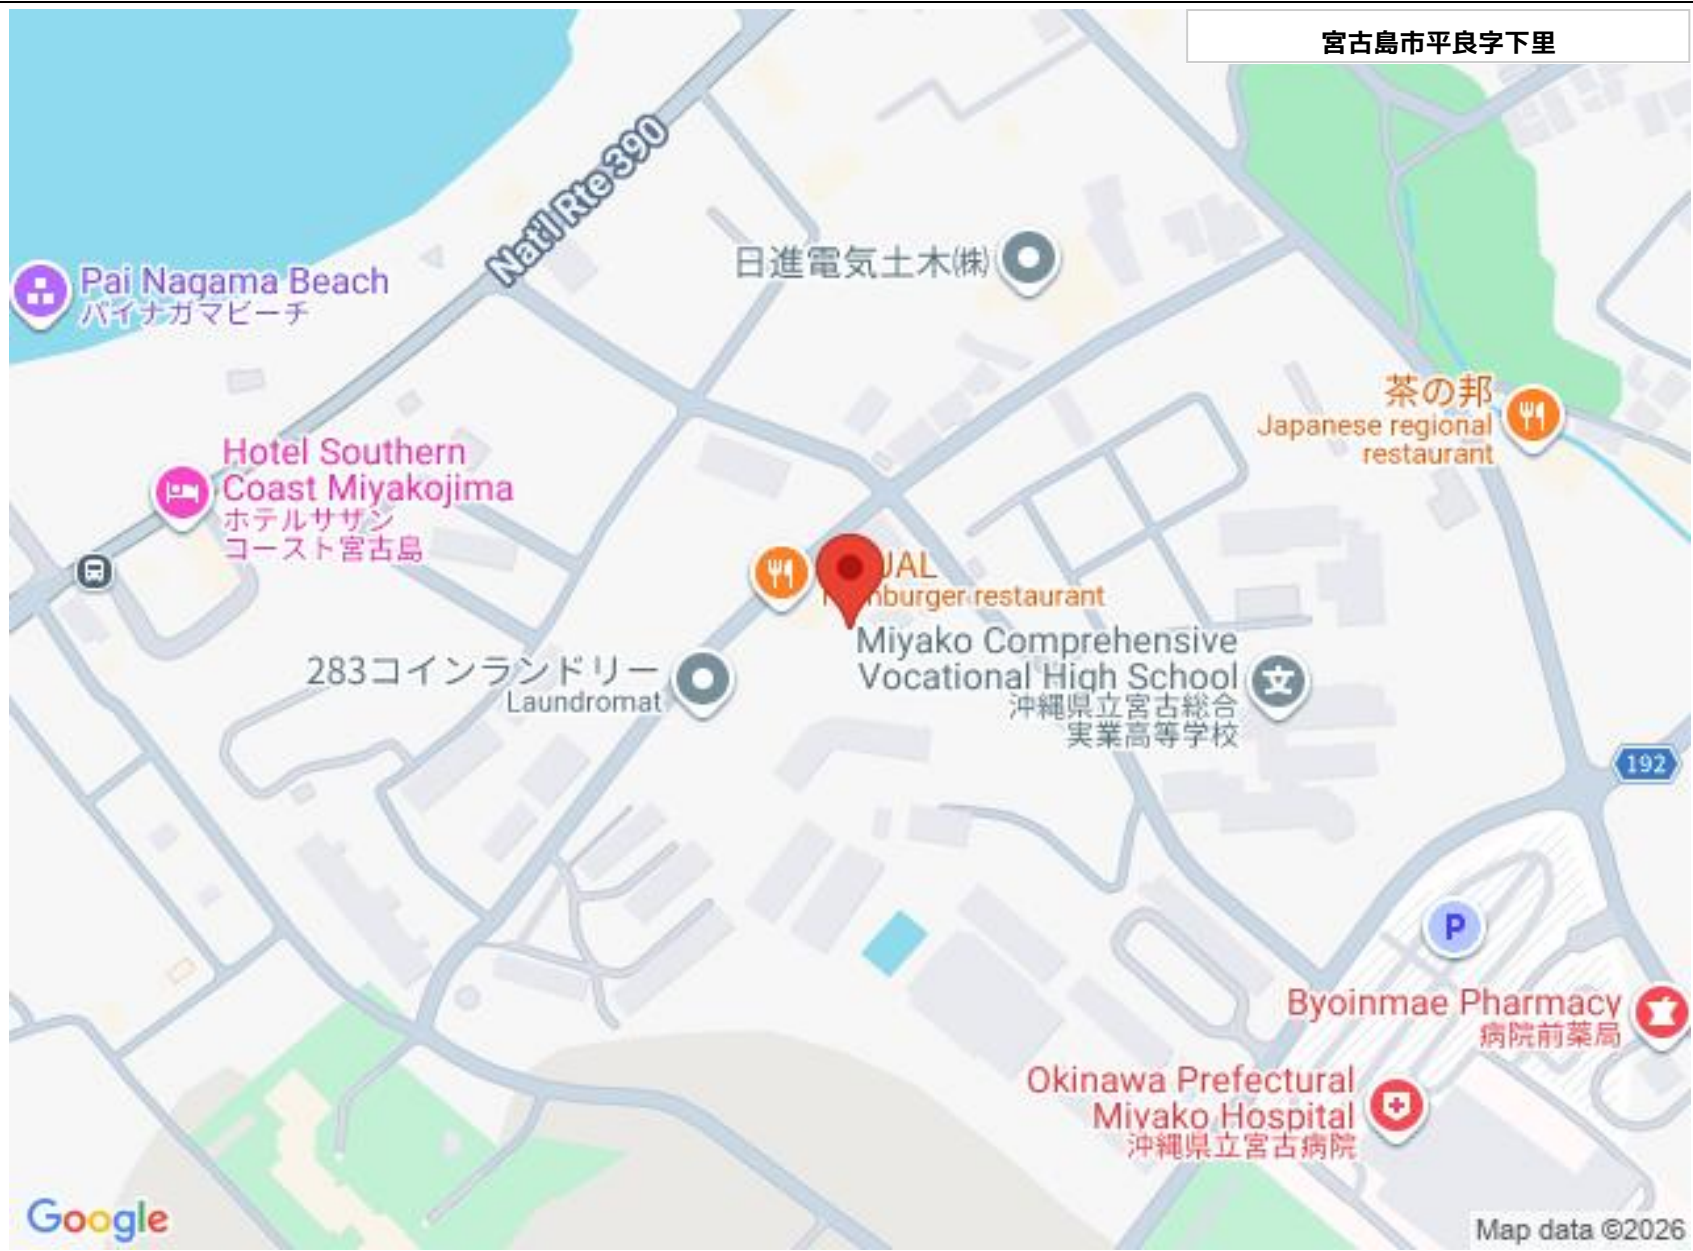 宮古島市平良字下里
Nat'l Rte 390
日進電気土木㈱
Pai Nagama Beach
パイナガマビーチ
茶の邦
Japanese regional
restaurant
Hotel Southern
Coast Miyakojima
ホテルサザン
コースト宮古島
JAL
burger restaurant
Miyako Comprehensive
Vocational High School
沖縄県立宮古総合
実業高等学校
283コインランドリー
Laundromat
192
P
Byoinmae Pharmacy
病院前薬局
Okinawa Prefectural
Miyako Hospital
沖縄県立宮古病院
Google
Map data ©2026